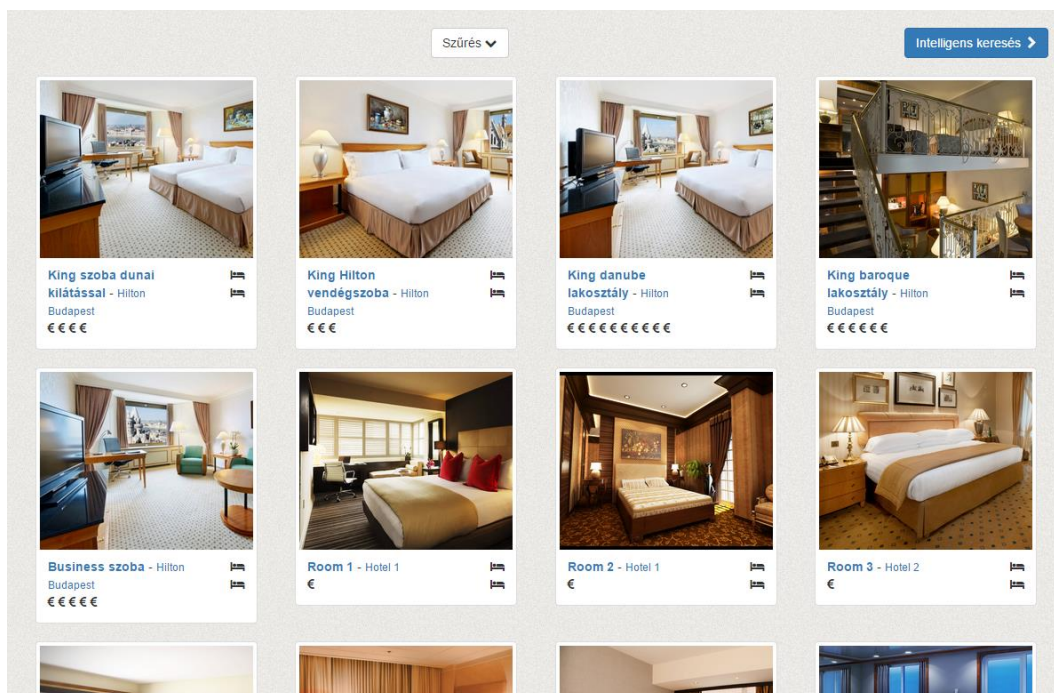 Szűrés
Intelligens keresés
King szoba dunai
kilátással - Hilton
Budapest
€€€€
King Hilton
vendégszoba - Hilton
Budapest
€€€
King danube
lakosztály - Hilton
Budapest
€€€€€€€€€€
King baroque
lakosztály - Hilton
Budapest
€€€€€€
Business szoba - Hilton
Budapest
€€€€€
Room 1 - Hotel 1
€
Room 2 - Hotel 1
€
Room 3 - Hotel 2
€